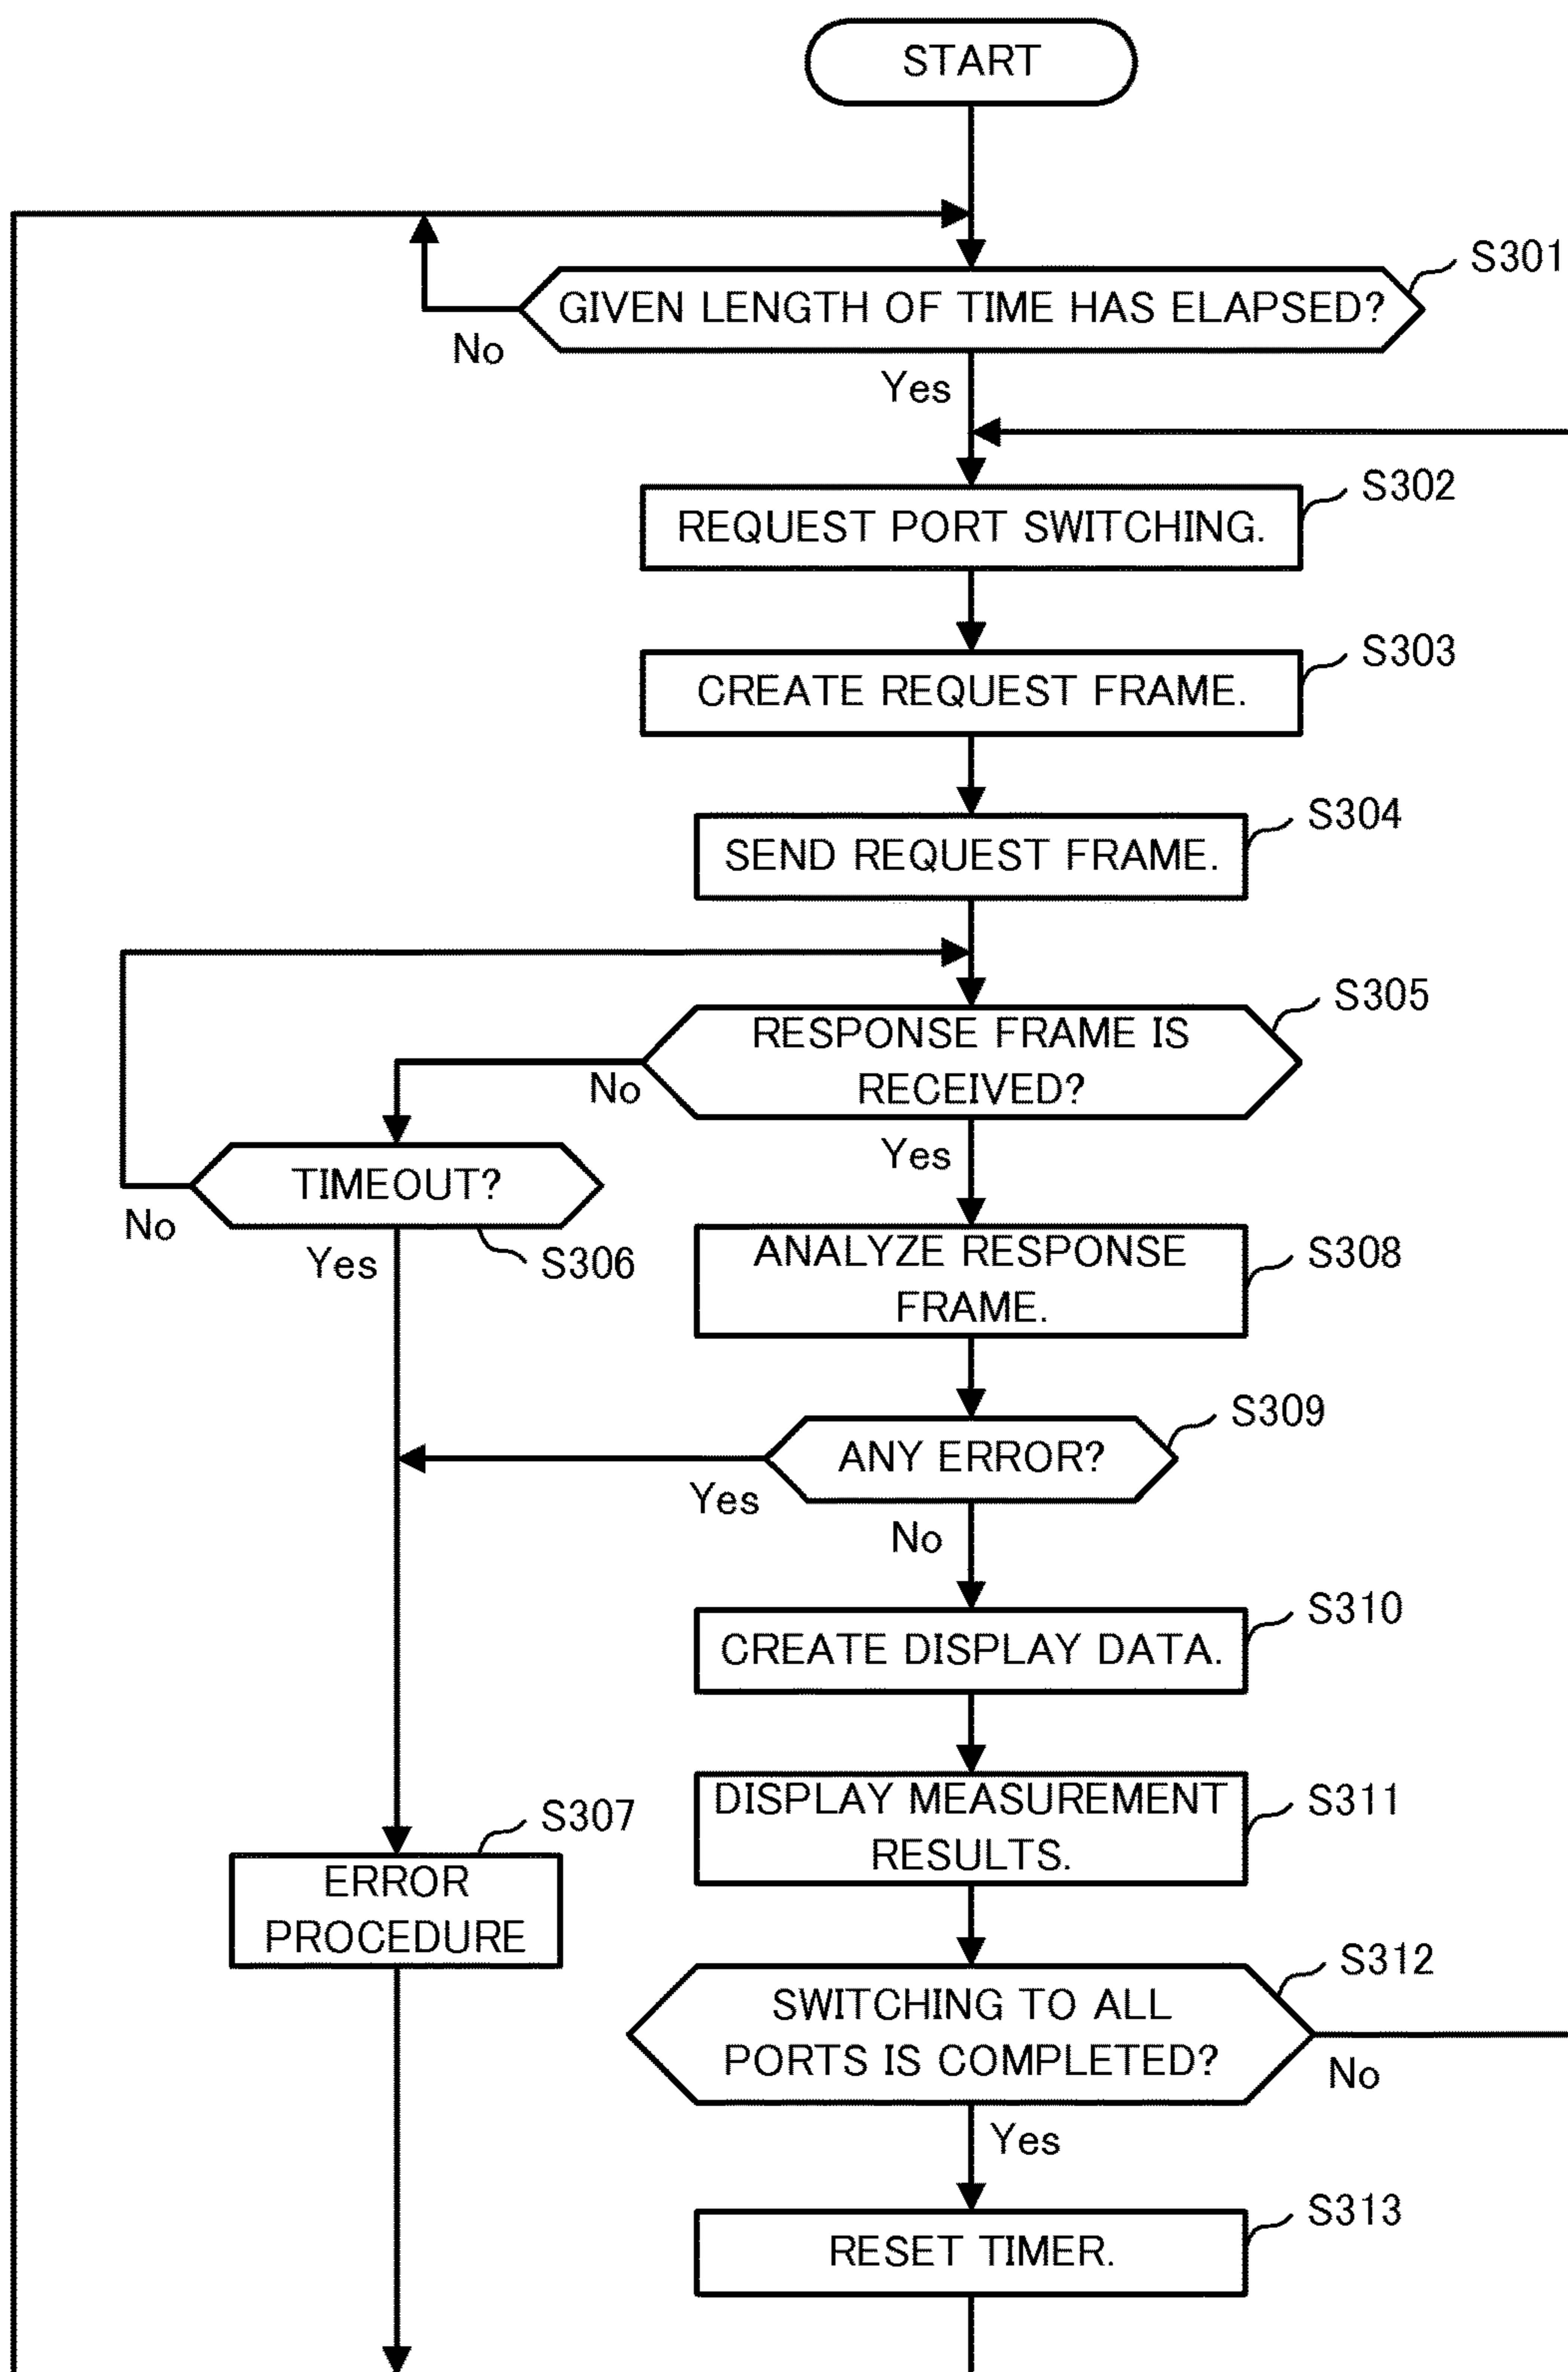 START
S301
GIVEN LENGTH OF TIME HAS ELAPSED?
No
Yes
S302
REQUEST PORT SWITCHING.
S303
CREATE REQUEST FRAME.
S304
SEND REQUEST FRAME.
S305
RESPONSE FRAME IS
RECEIVED?
No
Yes
TIMEOUT?
No
Yes
S306
S308
ANALYZE RESPONSE
FRAME.
S309
ANY ERROR?
Yes
No
S310
CREATE DISPLAY DATA.
S311
DISPLAY MEASUREMENT
RESULTS.
S307
ERROR
PROCEDURE
S312
SWITCHING TO ALL
PORTS IS COMPLETED?
No
Yes
S313
RESET TIMER.